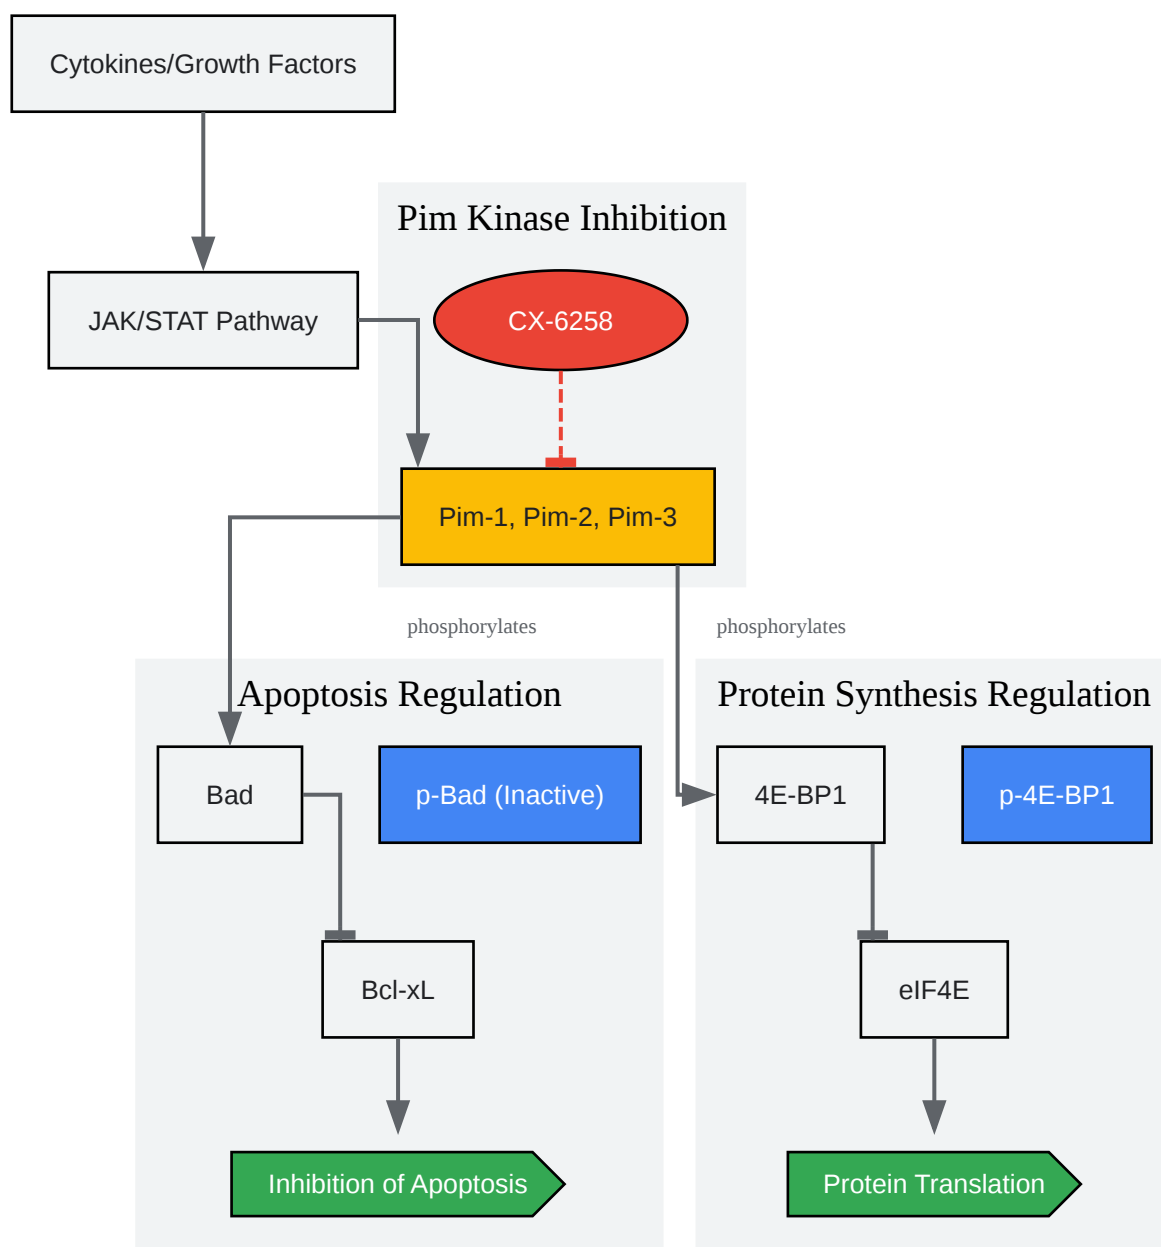 Cytokines/Growth Factors
Pim Kinase Inhibition
CX-6258
JAK/STAT Pathway
Pim-1, Pim-2, Pim-3
phosphorylates
phosphorylates
Apoptosis Regulation
Protein Synthesis Regulation
Bad
p-Bad (Inactive)
4E-BP1
p-4E-BP1
Bcl-xL
eIF4E
Inhibition of Apoptosis
Protein Translation